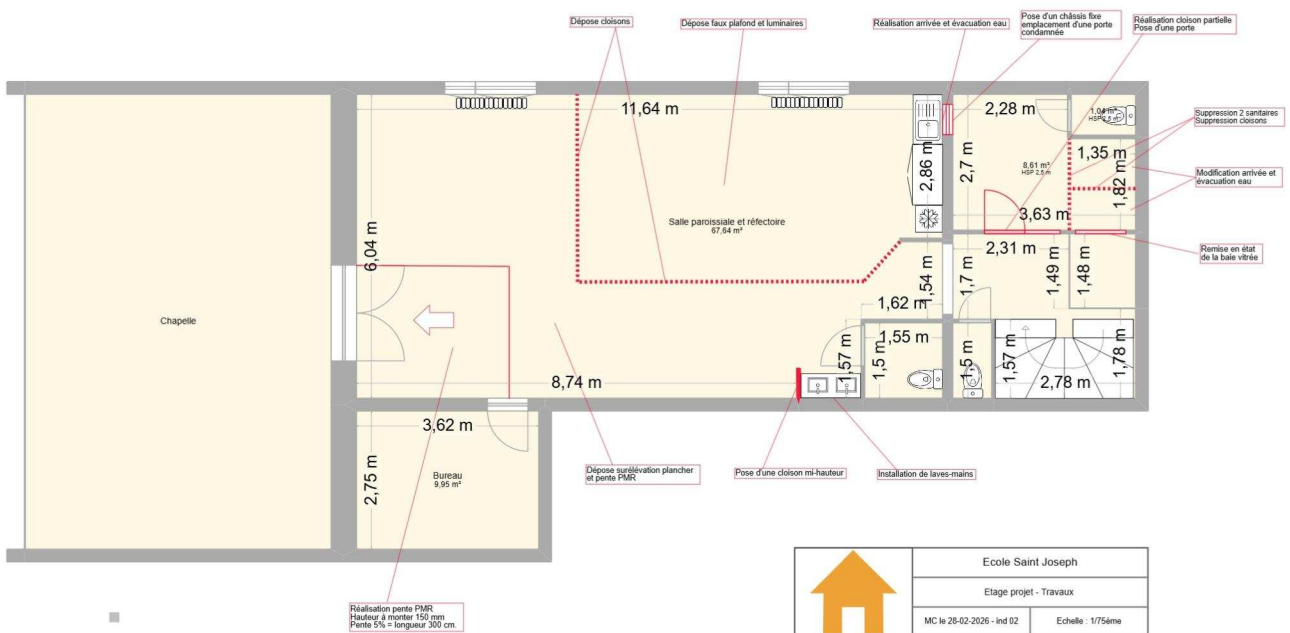 Dépose cloisons
Dépose faux plafond et luminaires
Réalisation arrivée et évacuation eau
Pose d'un châssis fixe
emplacement d'une porte
condamnée
Réalisation cloison partielle
Pose d'une porte
11,64 m
2,28 m
1,04 m²
HSP 2,5 m
Suppression 2 sanitaires
Suppression cloisons
2,86 m
2,7 m
8,61 m²
HSP 2,5 m
1,35 m
1,82 m
Modification arrivée et
évacuation eau
3,63 m
Salle paroissiale et réfectoire
67,64 m²
6,04 m
2,31 m
Remise en état
de la baie vitrée
1,54 m
1,7 m
1,49 m
1,48 m
1,62 m
Chapelle
1,57 m
1,55 m
1,5 m
1,5 m
1,57 m
1,78 m
2,78 m
8,74 m
3,62 m
2,75 m
Bureau
9,95 m²
Dépose surélévation plancher
et pente PMR
Pose d'une cloison mi-hauteur
Installation de laves-mains
Réalisation pente PMR
Hauteur à monter 150 mm
Pente 5% = longueur 300 cm.
Ecole Saint Joseph
Etage projet - Travaux
MC le 28-02-2026 - ind 02
Echelle : 1/75ème